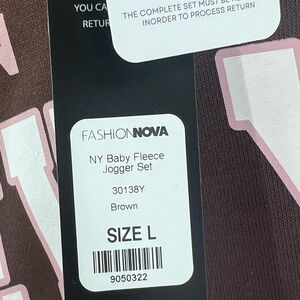 YOU CA
RETUR
THE COMPLETE SET MUST BE
INORDER TO PROCESS RETURN
FASHIONNOVA
NY Baby Fleece
Jogger Set
30138Y
Brown
SIZE L
9050322